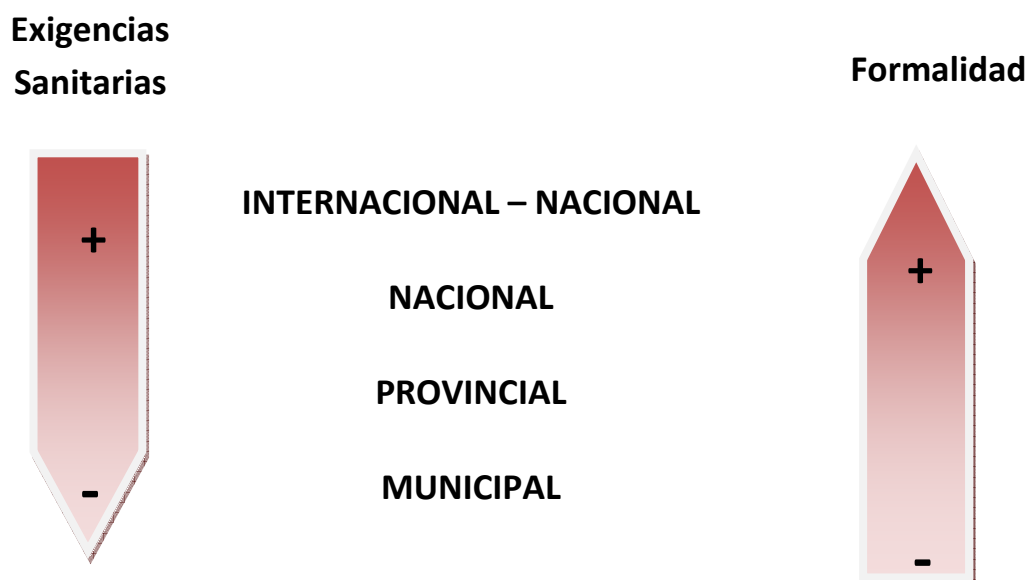 Exigencias
Sanitarias
Formalidad
INTERNACIONAL – NACIONAL
+
+
NACIONAL
PROVINCIAL
MUNICIPAL
-
-